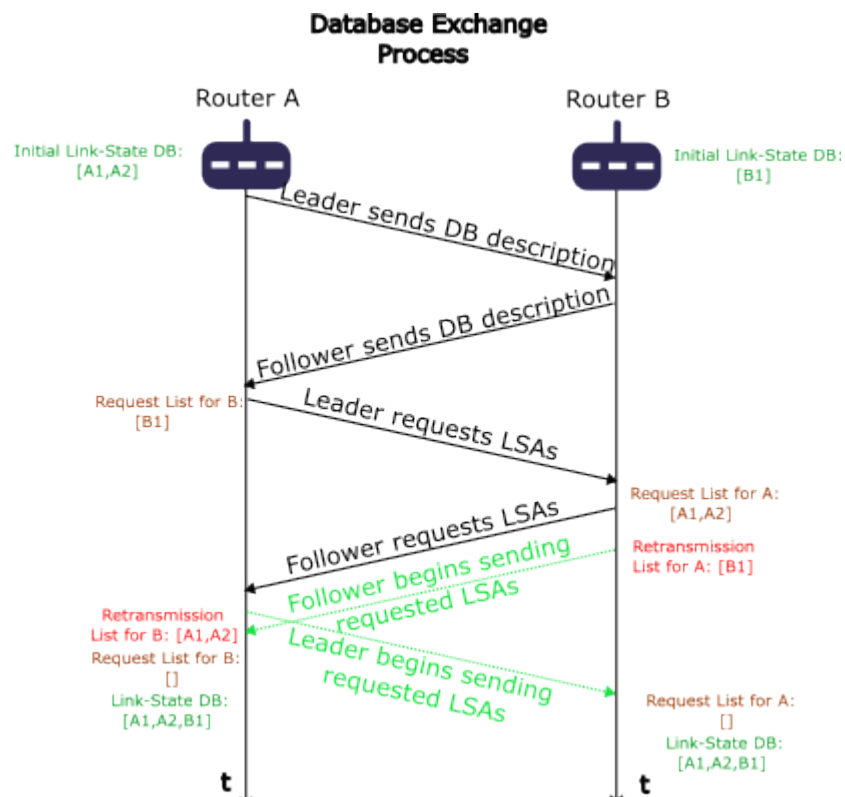 Database Exchange
Process
Router A
Router B
Initial Link-State DB:
[A1,A2]
Initial Link-State DB:
[B1]
Leader sends DB description
Follower sends DB description
Request List for B:
[B1]
Leader requests LSAs
Request List for A:
[A1,A2]
Follower requests LSAs
Retransmission
List for A: [B1]
Follower begins sending
requested LSAs
Retransmission
List for B: [A1,A2]
Request List for B:
[]
Link-State DB:
[A1,A2,B1]
Leader begins sending
requested LSAs
Request List for A:
[]
Link-State DB:
[A1,A2,B1]
t
t